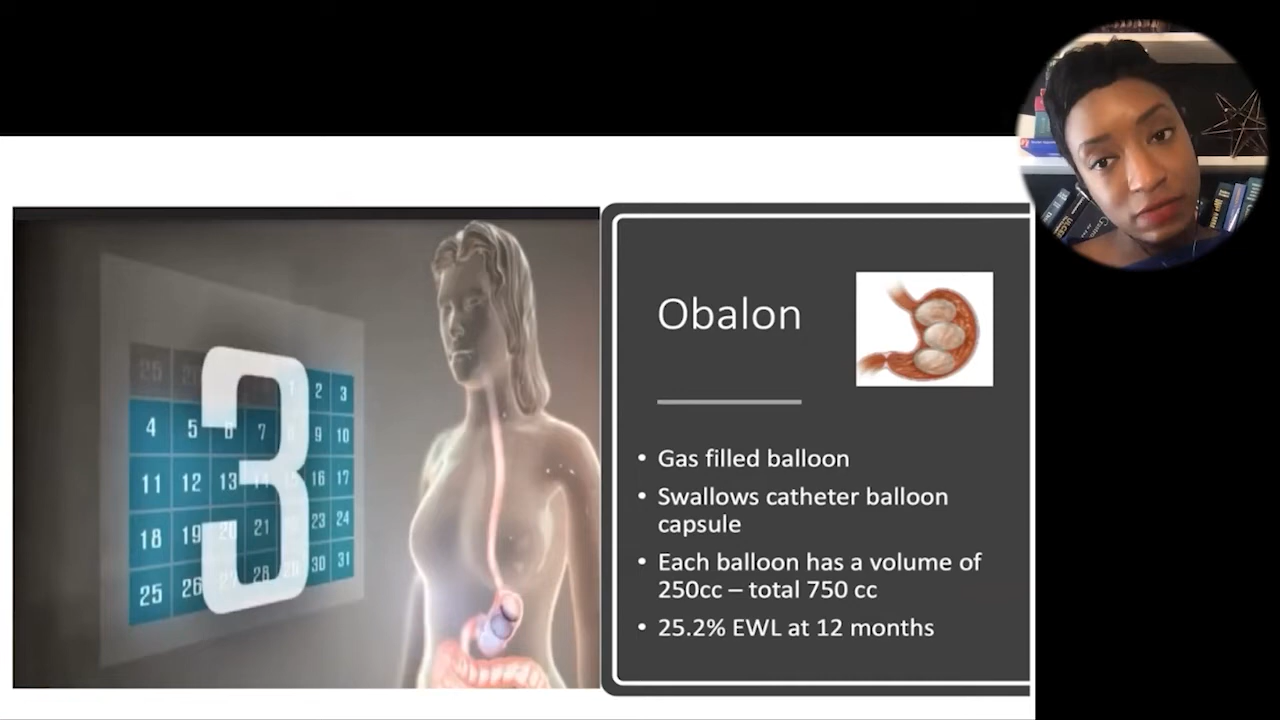 3
1 2 3
4 5 6 7 9 10
11 12 13 14 16 17
18 19 20 21 23 24
25 26 28 30 31
Obalon
• Gas filled balloon
• Swallows catheter balloon
capsule
• Each balloon has a volume of
250cc – total 750 cc
• 25.2% EWL at 12 months